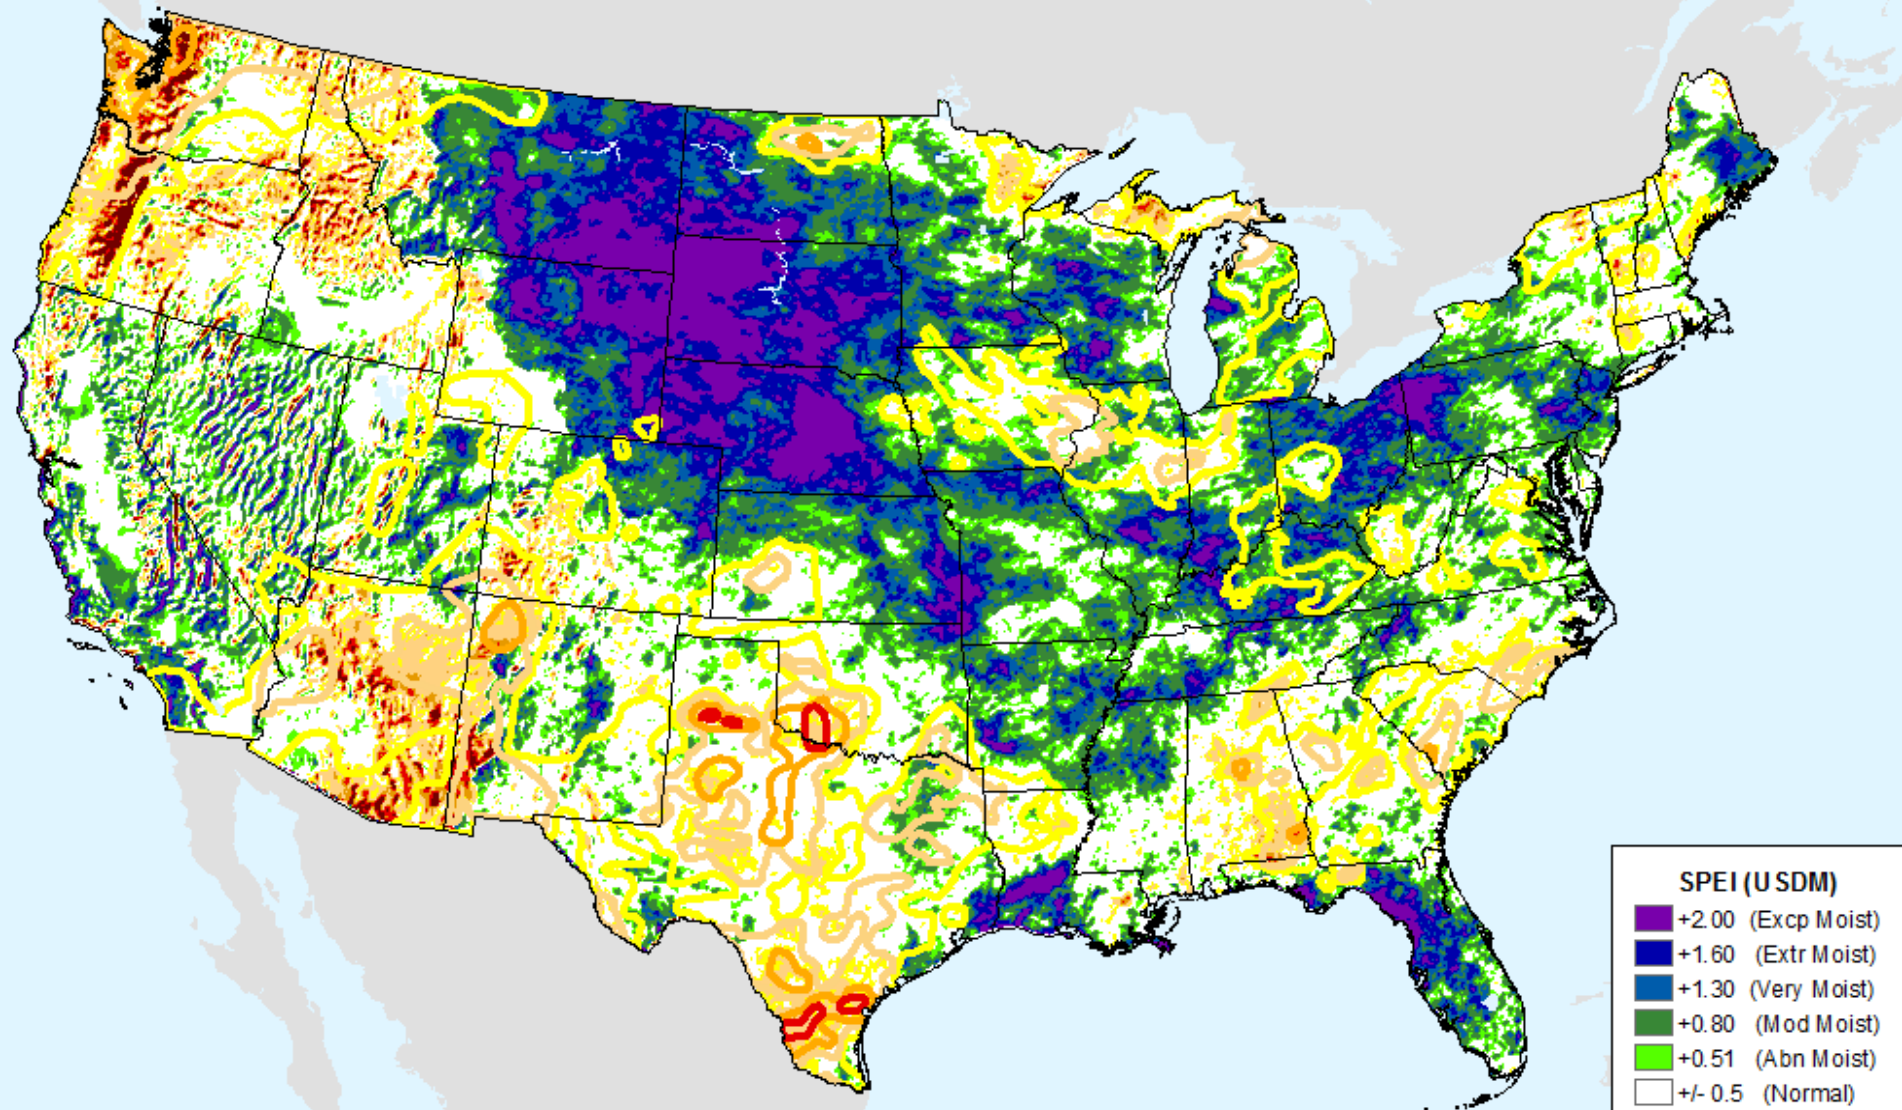 SPEI (USDM)
+2.00 (Excp Moist)
+1.60 (Extr Moist)
+1.30 (Very Moist)
+0.80 (Mod Moist)
+0.51 (Abn Moist)
+/- 0.5 (Normal)